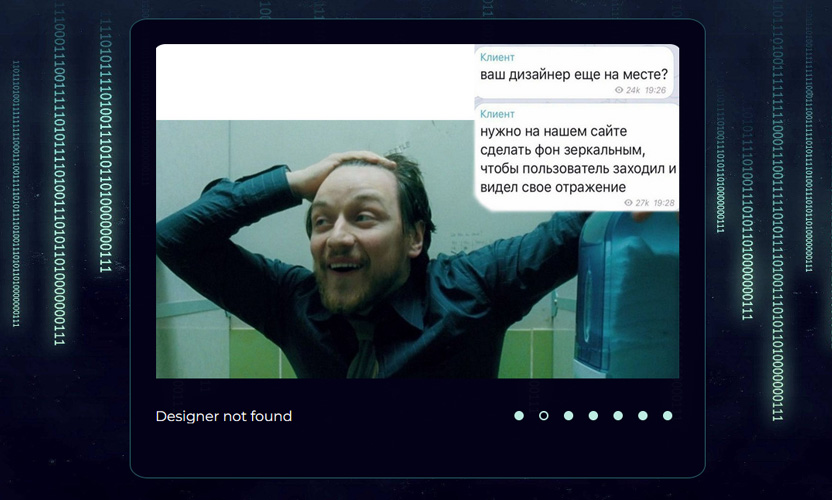 Клиент
ваш дизайнер еще на месте?
24k 19:26
Клиент
нужно на нашем сайте
сделать фон зеркальным,
чтобы пользователь заходил и
видел свое отражение
27k 19:28
Designer not found